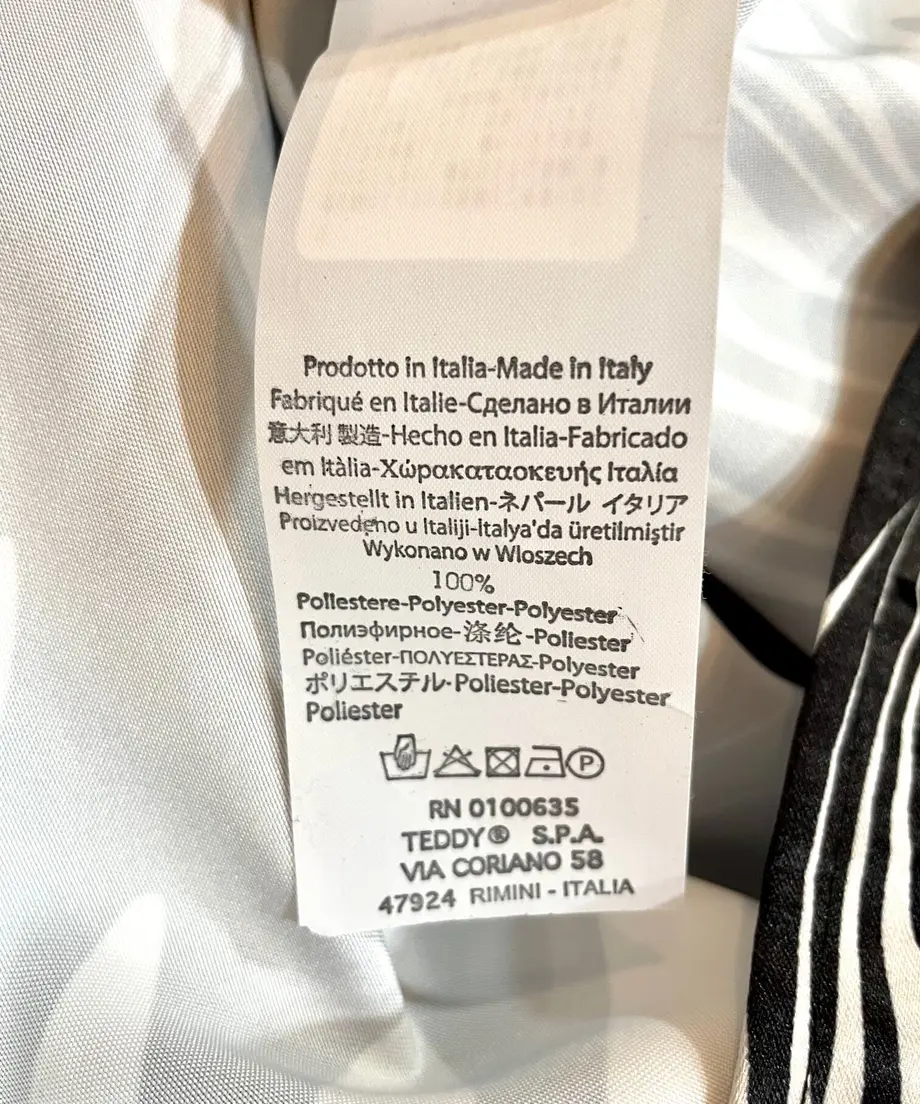 Prodotto in Italia-Made in Italy
Fabriqué en Italie-Сделано в Италии
意大利 製造-Hecho en Italia-Fabricado
em Itàlia-Χώρακαταοκευής Ιταλία
Hergestellt in Italien-ネパール イタリア
Proizvedeno u Italiji-Italya'da üretilmiştir
Wykonano w Wloszech
100%
Poliestere-Polyester-Polyester
Полиэфирное-涤纶-Poliester
Poliéster-ΠΟΛΥΕΣΤΕΡΑΣ-Polyester
ポリエステル-Poliester-Polyester
Poliester
P
RN 0100635
TEDDY® S.P.A.
VIA CORIANO 58
47924 RIMINI - ITALIA